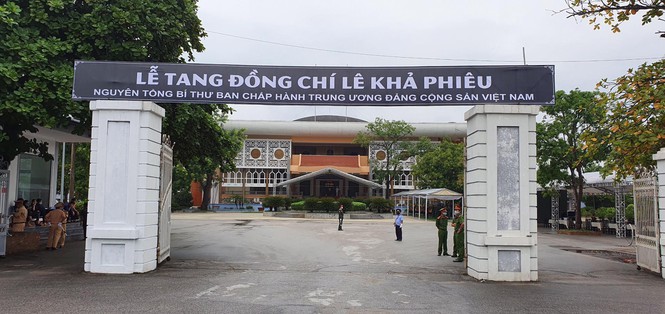 LỄ TANG ĐỒNG CHÍ LÊ KHẢ PHIÊU
NGUYÊN TỔNG BÍ THƯ BAN CHẤP HÀNH TRUNG ƯƠNG ĐẢNG CỘNG SẢN VIỆT NAM